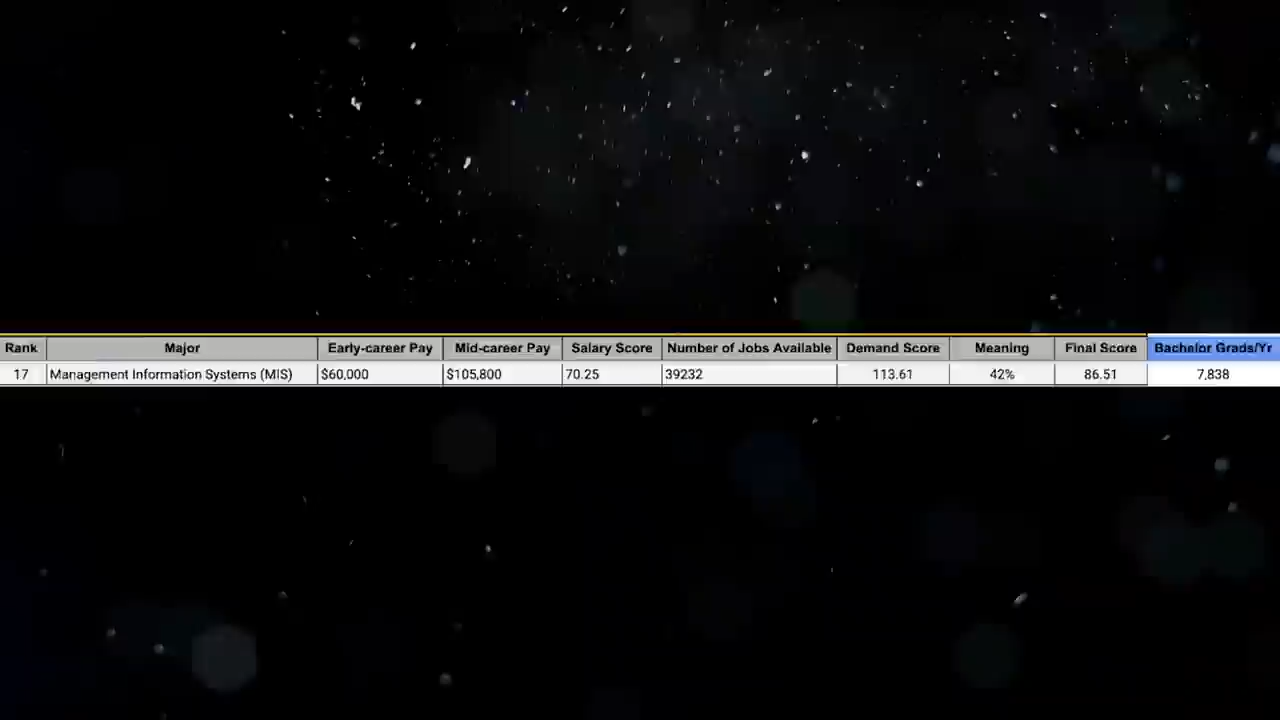 Rank Major Early-career Pay Mid-career Pay Salary Score Number of Jobs Available Demand Score Meaning Final Score Bachelor Grads/Yr
17 Management Information Systems (MIS) $60,000 $105,800 70.25 39232 113.61 42% 86.51 7,838